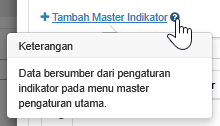 + Tambah Master Indikator ?
Keterangan
Data bersumber dari pengaturan
indikator pada menu master
pengaturan utama.